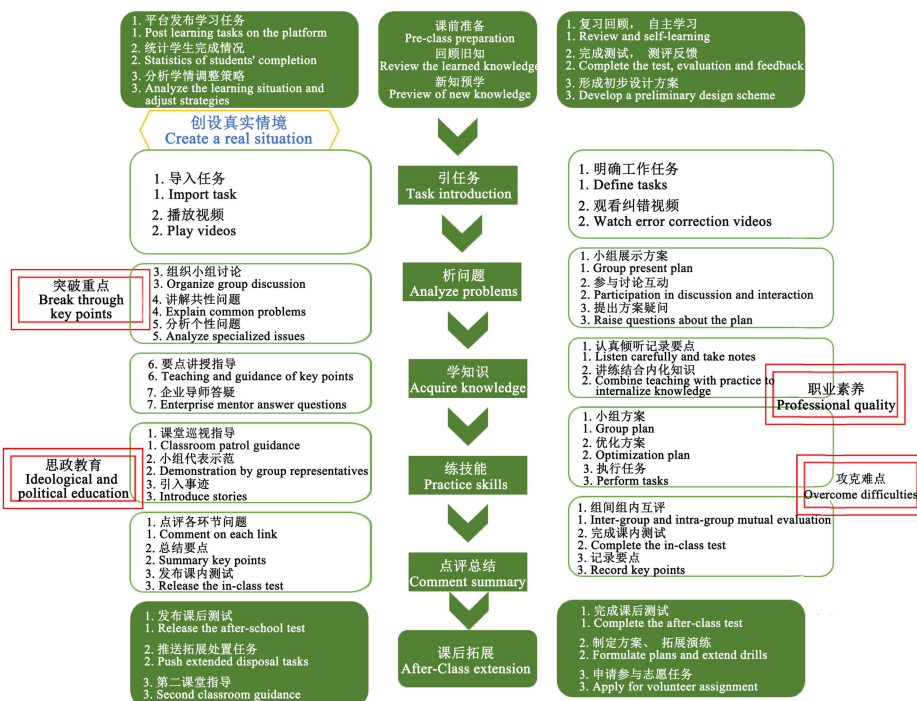 1. 平台发布学习任务
1. Post learning tasks on the platform
2. 统计学生完成情况
2. Statistics of students' completion
3. 分析学情调整策略
3. Analyze the learning situation and
adjust strategies
课前准备
Pre-class preparation
回顾旧知
Review the learned knowledge
新知预学
Preview of new knowledge
1. 复习回顾，自主学习
1. Review and self-learning
2. 完成测试，测评反馈
2. Complete the test, evaluation and feedback
3. 形成初步设计方案
3. Develop a preliminary design scheme
创设真实情境
Create a real situation
1. 导入任务
1. Import task
2. 播放视频
2. Play videos
引任务
Task introduction
1. 明确工作任务
1. Define tasks
2. 观看纠错视频
2. Watch error correction videos
突破重点
Break through
key points
3. 组织小组讨论
3. Organize group discussion
4. 讲解共性问题
4. Explain common problems
5. 分析个性问题
5. Analyze specialized issues
析问题
Analyze problems
1. 小组展示方案
1. Group present plan
2. 参与讨论互动
2. Participation in discussion and interaction
3. 提出方案疑问
3. Raise questions about the plan
6. 要点讲授指导
6. Teaching and guidance of key points
7. 企业导师答疑
7. Enterprise mentor answer questions
学知识
Acquire knowledge
1. 认真倾听记录要点
1. Listen carefully and take notes
2. 讲练结合内化知识
2. Combine teaching with practice to
internalize knowledge
职业素养
Professional quality
思政教育
Ideological and
political education
1. 课堂巡视指导
1. Classroom patrol guidance
2. 小组代表示范
2. Demonstration by group representatives
3. 引入事迹
3. Introduce stories
练技能
Practice skills
1. 小组方案
1. Group plan
2. 优化方案
2. Optimization plan
3. 执行任务
3. Perform tasks
攻克难点
Overcome difficulties
1. 点评各环节问题
1. Comment on each link
2. 总结要点
2. Summary key points
3. 发布课内测试
3. Release the in-class test
点评总结
Comment summary
1. 组间组内互评
1. Inter-group and intra-group mutual evaluation
2. 完成课内测试
2. Complete the in-class test
3. 记录要点
3. Record key points
1. 发布课后测试
1. Release the after-school test
2. 推送拓展处置任务
2. Push extended disposal tasks
3. 第二课堂指导
3. Second classroom guidance
课后拓展
After-Class extension
1. 完成课后测试
1. Complete the after-class test
2. 制定方案、拓展演练
2. Formulate plans and extend drills
3. 申请参与志愿任务
3. Apply for volunteer assignment